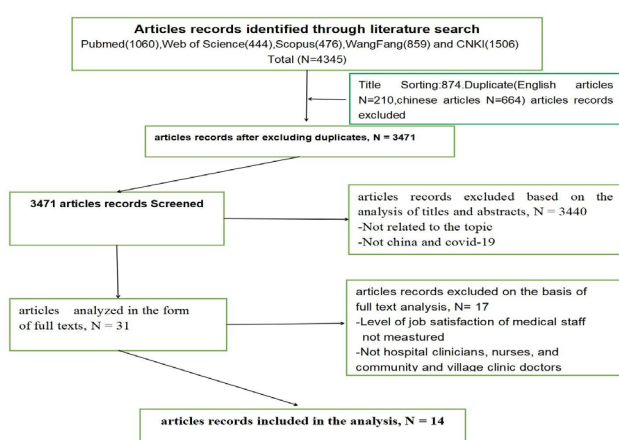 Articles records identified through literature search
Pubmed(1060),Web of Science(444),Scopus(476),WangFang(859) and CNKI(1506)
Total (N=4345)
Title Sorting:874.Duplicate(English articles
N=210,chinese articles N=664) articles records
excluded
articles records after excluding duplicates, N = 3471
3471 articles records Screened
articles records excluded based on the
analysis of titles and abstracts, N = 3440
-Not related to the topic
-Not china and covid-19
articles analyzed in the form
of full texts, N = 31
articles records excluded on the basis of
full text analysis, N= 17
-Level of job satisfaction of medical staff
not meastured
-Not hospital clinicians, nurses, and
community and village clinic doctors
articles records included in the analysis, N = 14